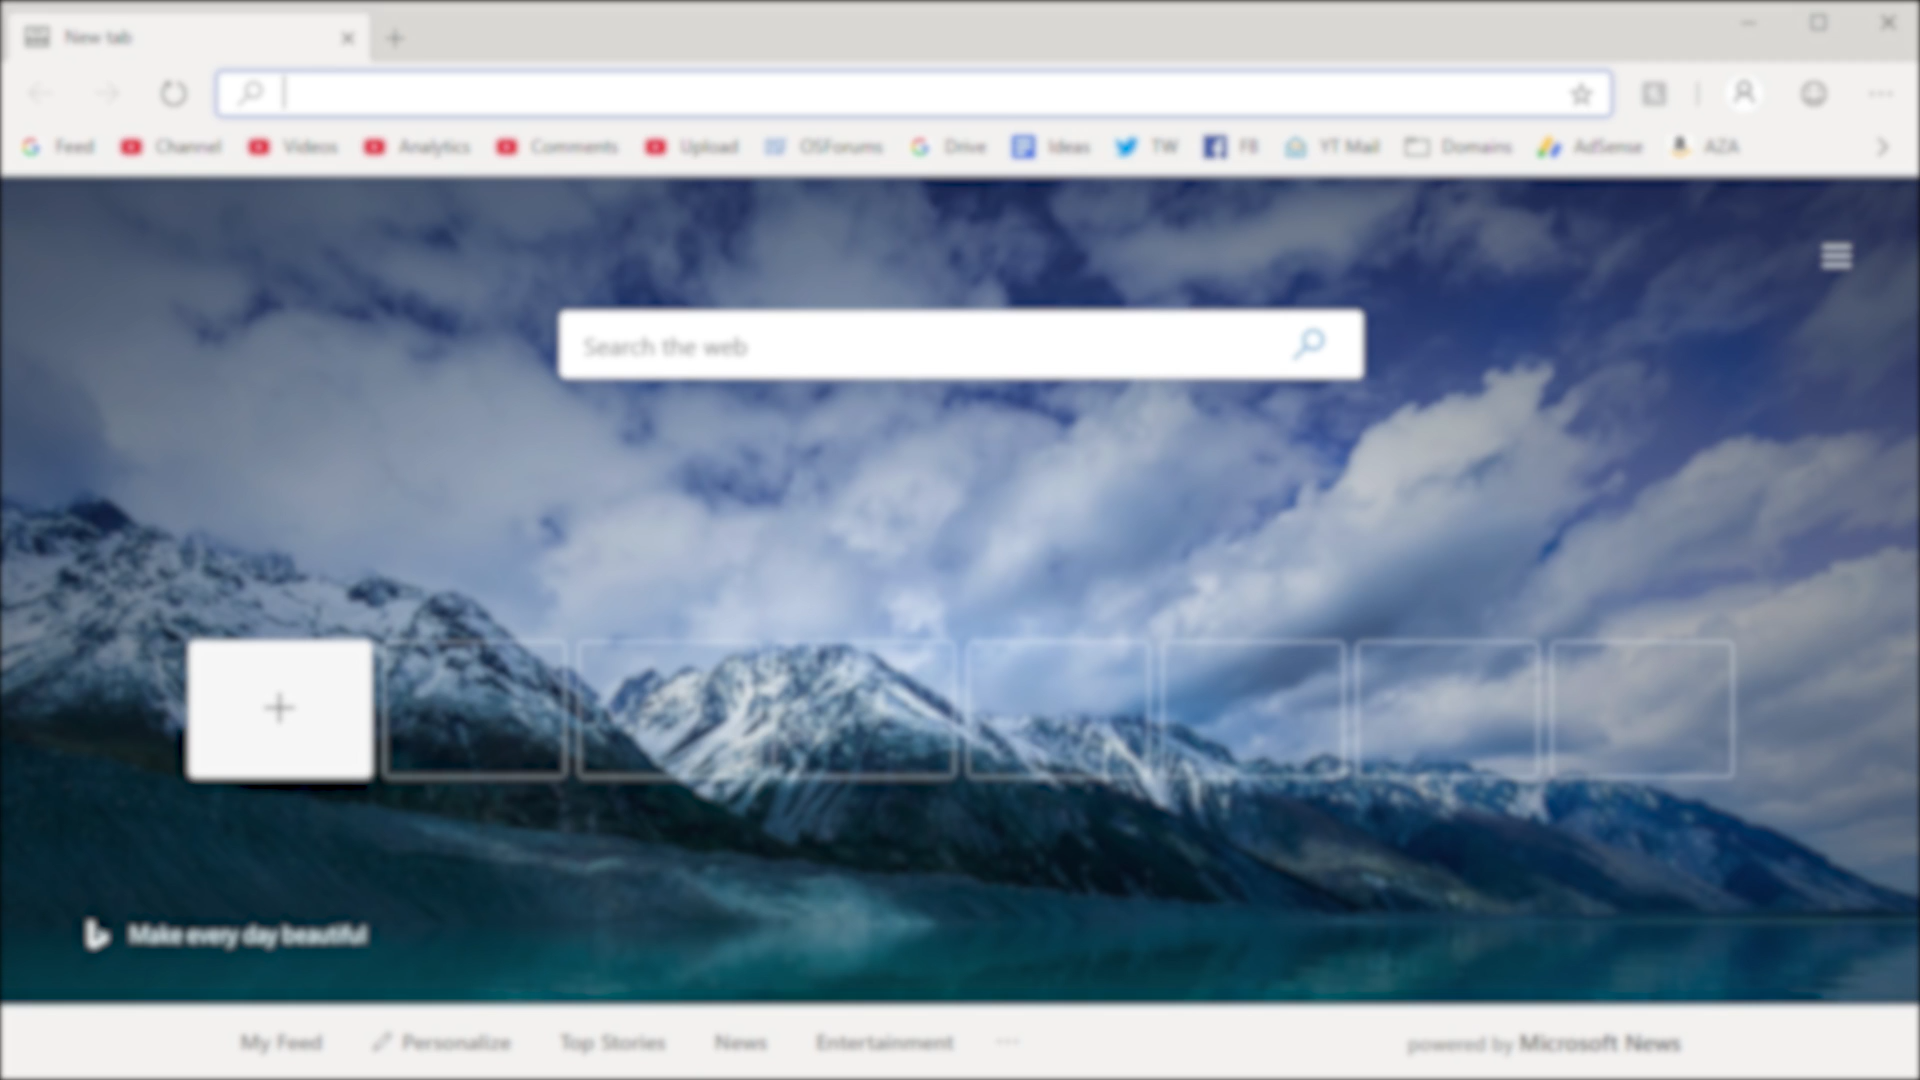 New tab
Feed Channel Videos Analytics Comments Upload OSForums Drive Ideas TW FB YT Mail Domains AdSense AZA
Search the web
Make every day beautiful
My Feed Personalize Top Stories News Entertainment ... powered by Microsoft News